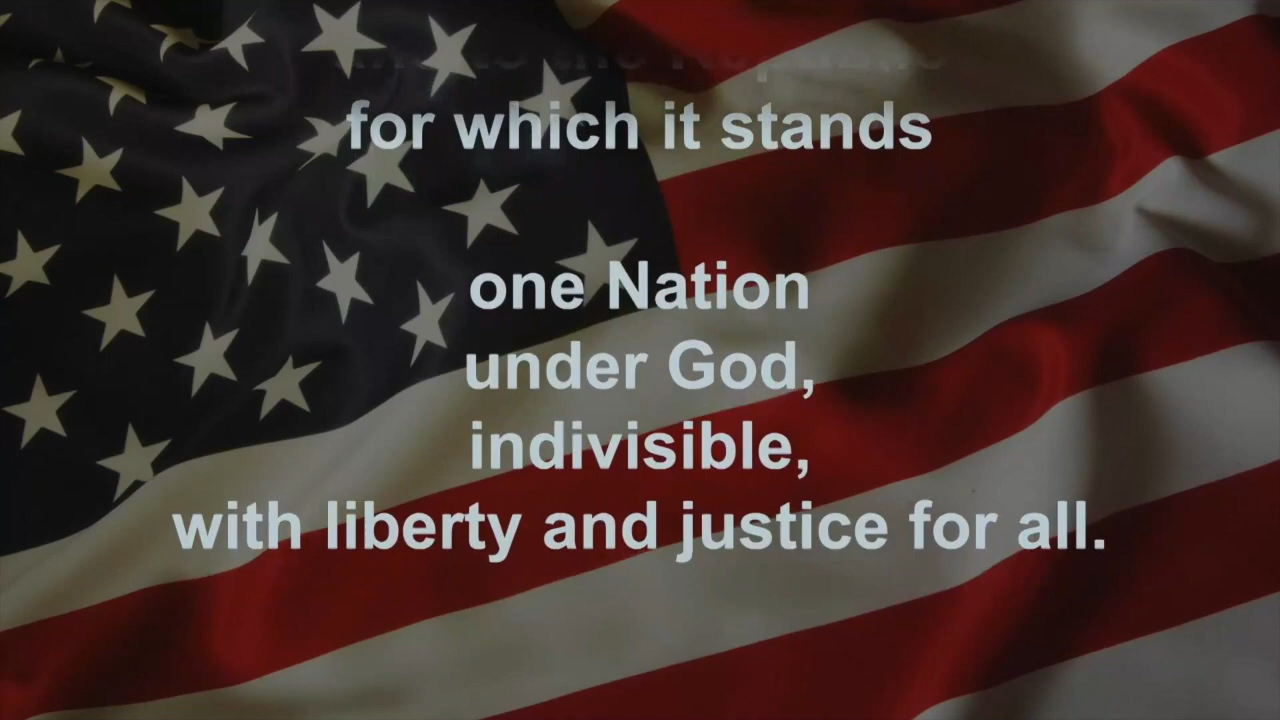 for which it stands
one Nation
under God,
indivisible,
with liberty and justice for all.